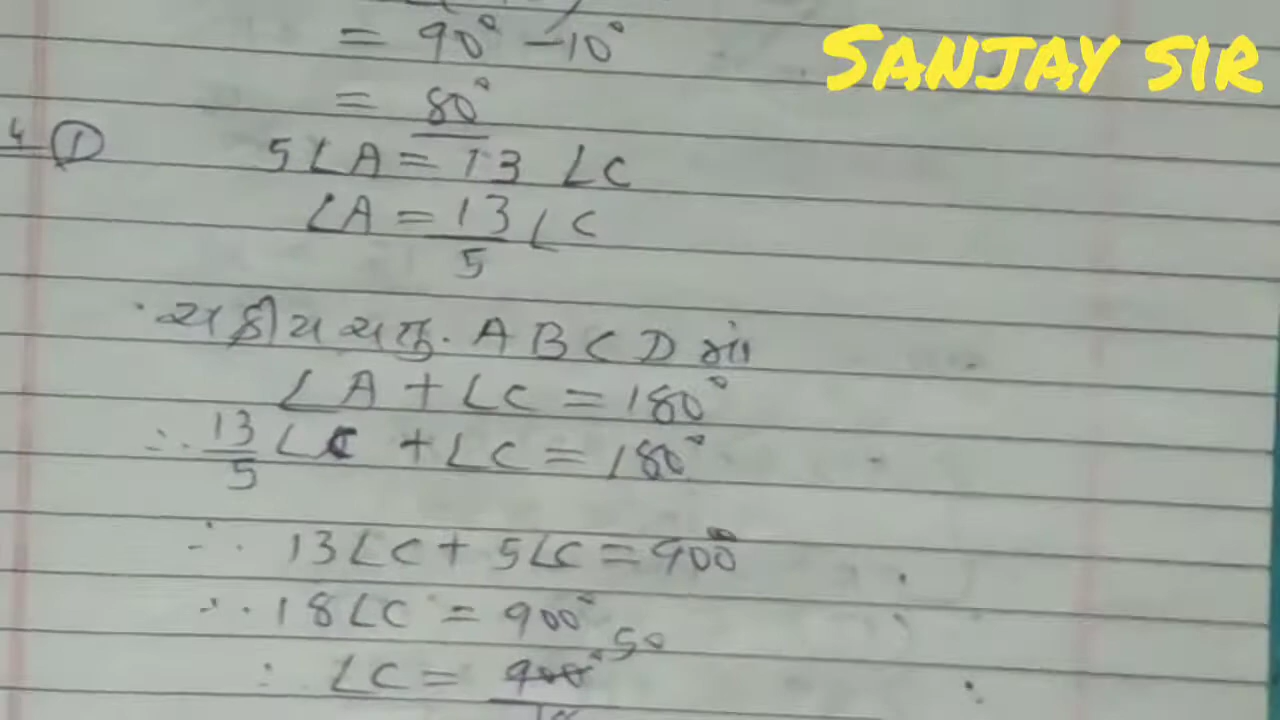 = 90° - 10°
SANJAY SIR
= 80°
4 ①
5∠A = 13 ∠C
∠A = 13/5 ∠C
ચક્રીય ચતુ. ABCD માં
∠A + ∠C = 180°
∴ 13/5 ∠C + ∠C = 180°
∴ 13∠C + 5∠C = 900
∴ 18∠C = 900°
50
∴ ∠C = 900°